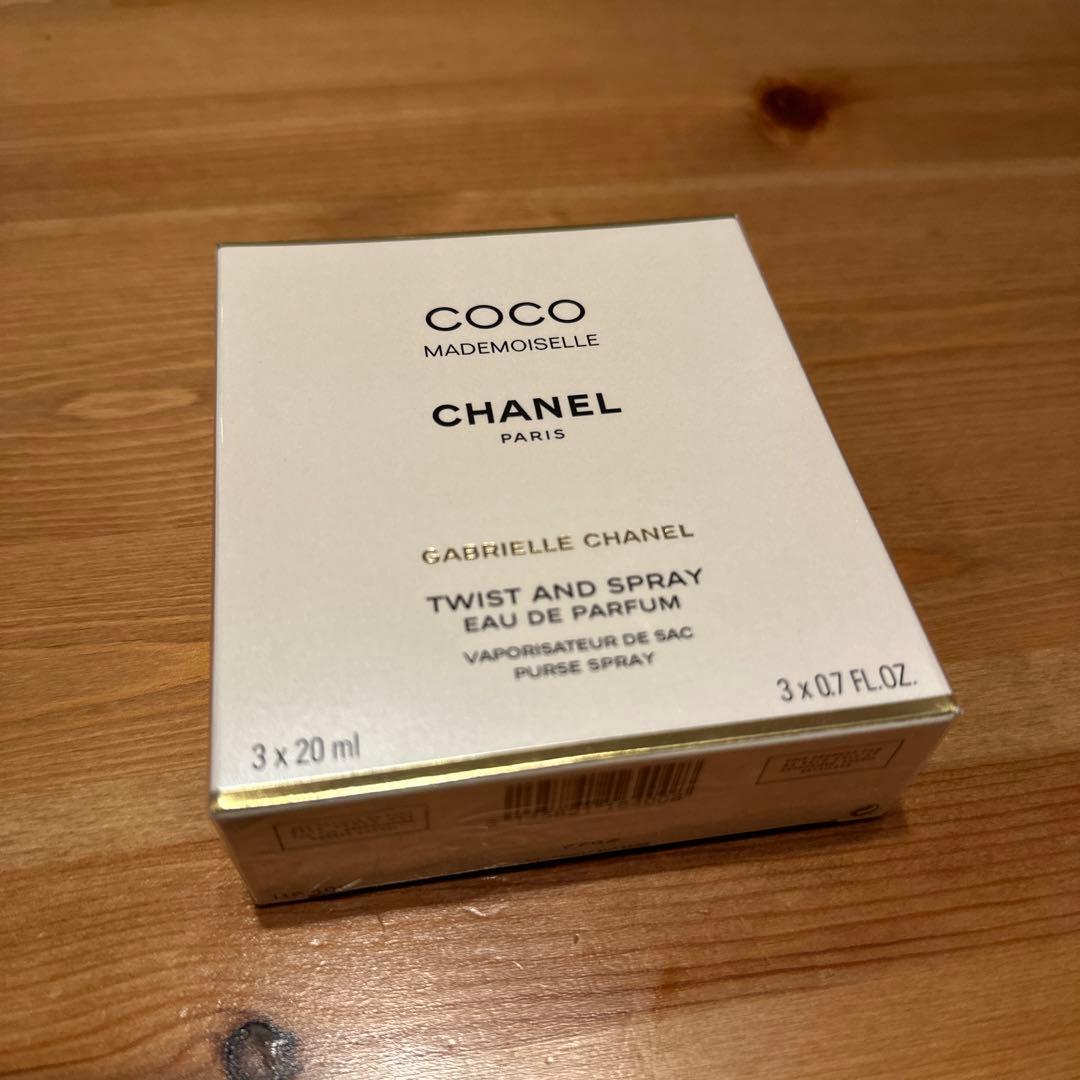 COCO
MADEMOISELLE
CHANEL
PARIS
GABRIELLE CHANEL
TWIST AND SPRAY
EAU DE PARFUM
VAPORISATEUR DE SAC
PURSE SPRAY
3 x 20 ml
3 x 0.7 FL.OZ.